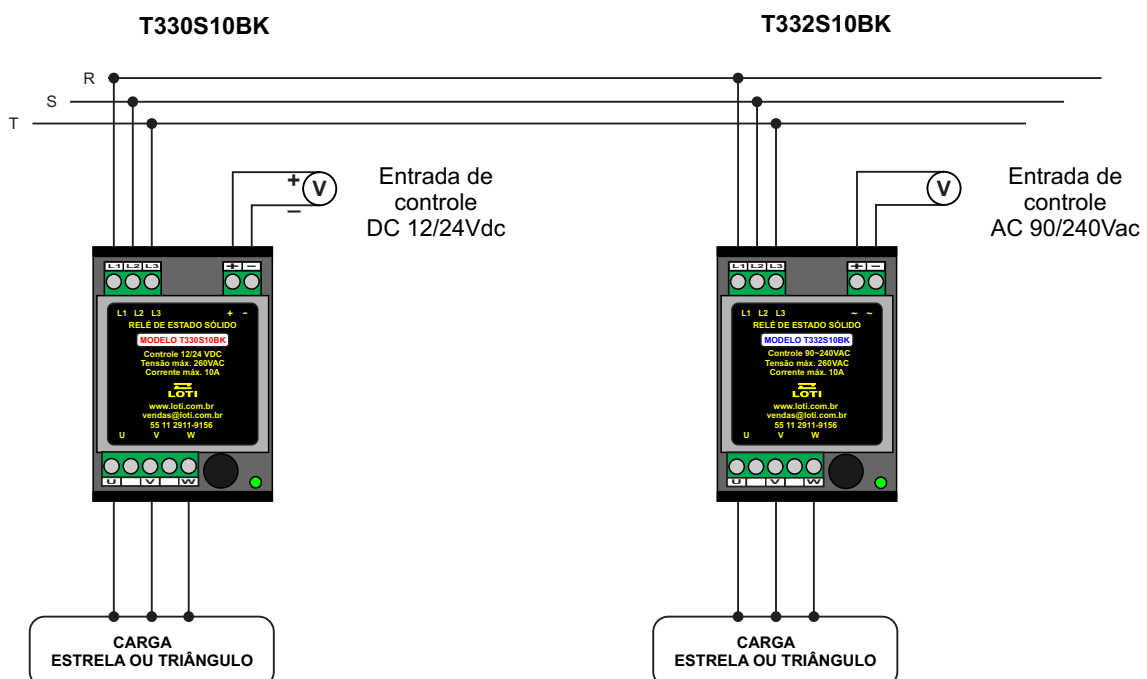 T330S10BK
T332S10BK
R
S
T
+
V
–
Entrada de
controle
DC 12/24Vdc
V
Entrada de
controle
AC 90/240Vac
L1 L2 L3 + –
L1 L2 L3 + -
RELÉ DE ESTADO SÓLIDO
MODELO T330S10BK
Controle 12/24 VDC
Tensão máx. 260VAC
Corrente máx. 10A
LOTI
www.loti.com.br
vendas@loti.com.br
55 11 2911-9156
U V W
U V W
CARGA
ESTRELA OU TRIÂNGULO
L1 L2 L3 + –
L1 L2 L3 ~ ~
RELÉ DE ESTADO SÓLIDO
MODELO T332S10BK
Controle 90~240VAC
Tensão máx. 260VAC
Corrente máx. 10A
LOTI
www.loti.com.br
vendas@loti.com.br
55 11 2911-9156
U V W
U V W
CARGA
ESTRELA OU TRIÂNGULO